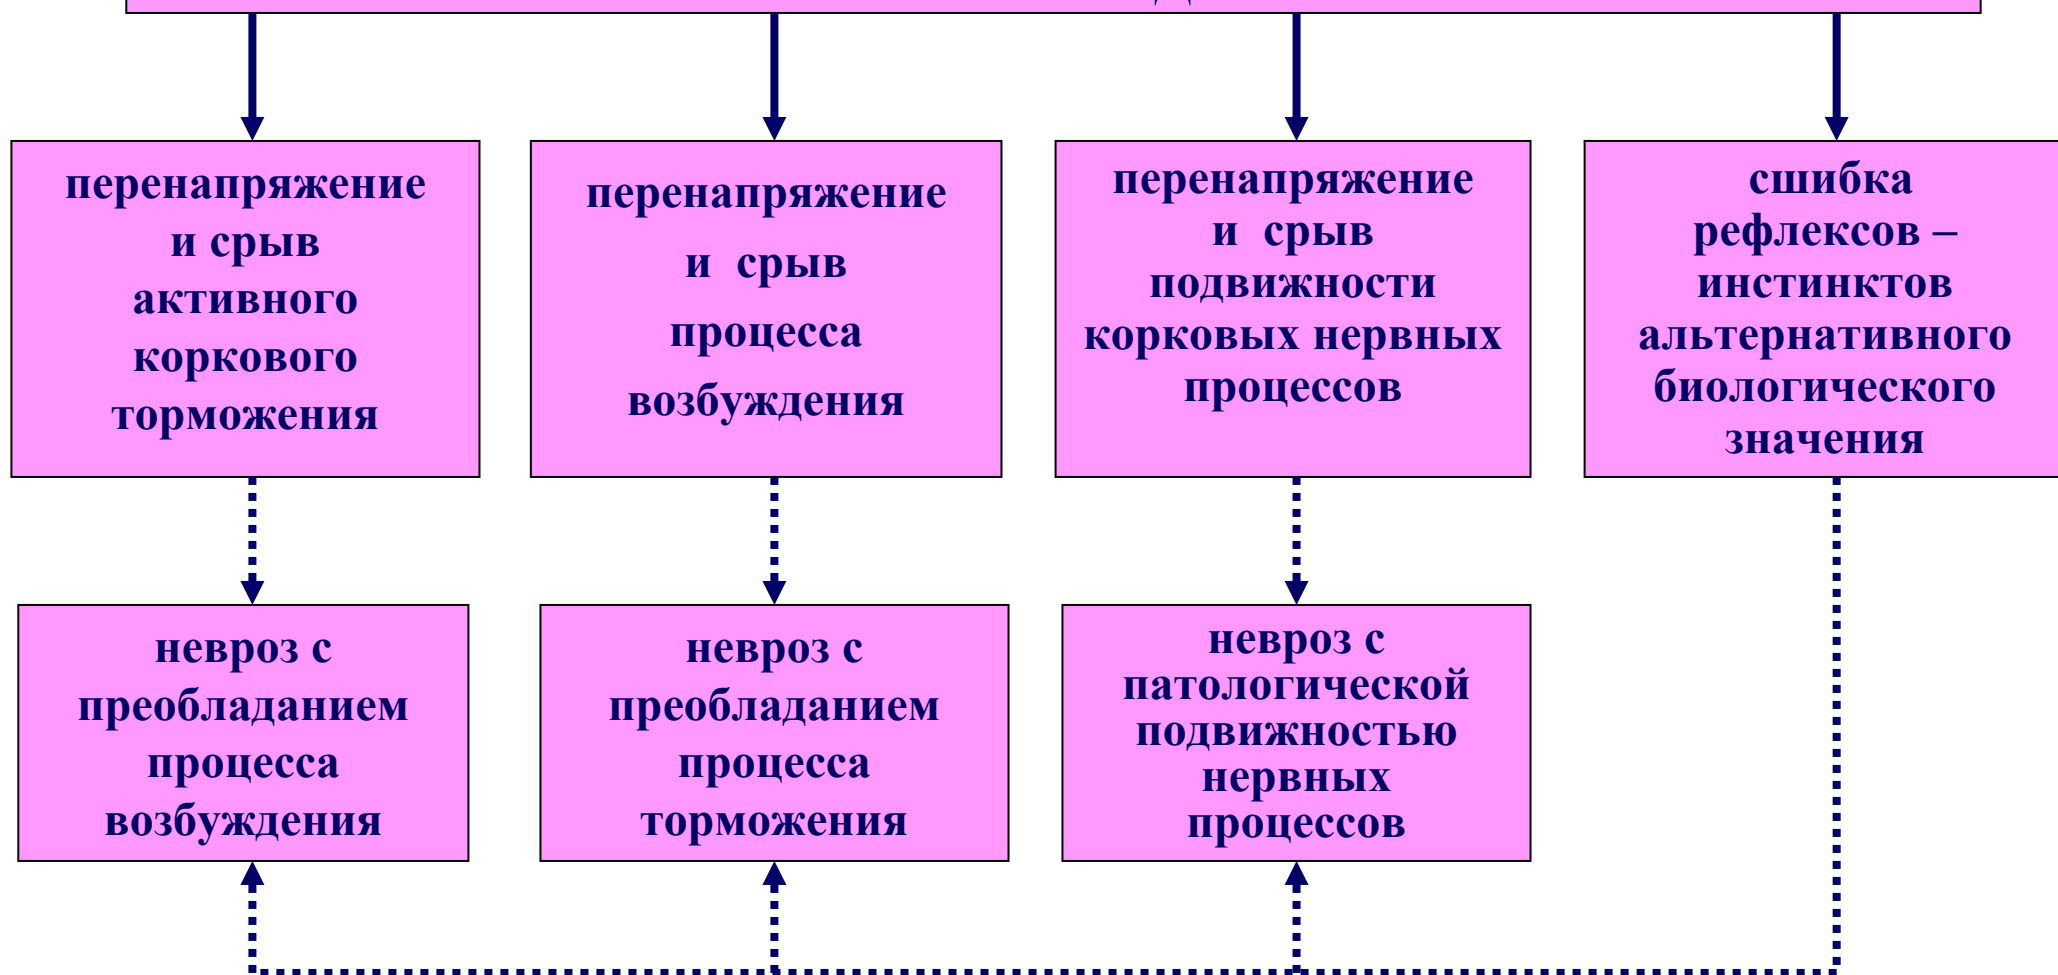 перенапряжение
и срыв
активного
коркового
торможения
перенапряжение
и срыв
процесса
возбуждения
перенапряжение
и срыв
подвижности
корковых нервных
процессов
сшибка
рефлексов –
инстинктов
альтернативного
биологического
значения
невроз с
преобладанием
процесса
возбуждения
невроз с
преобладанием
процесса
торможения
невроз с
патологической
подвижностью
нервных
процессов